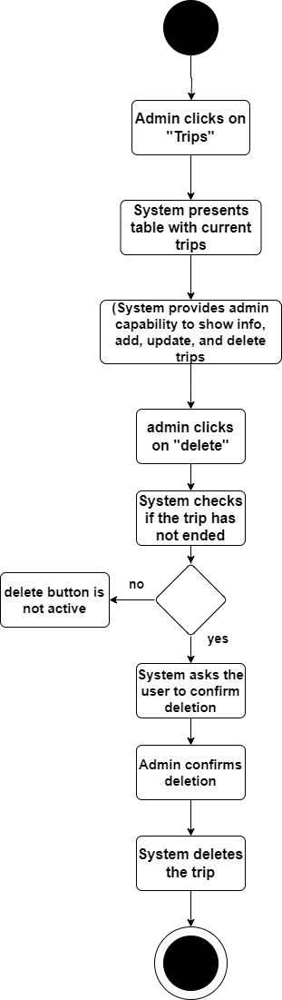 Admin clicks on
"Trips"
System presents
table with current
trips
(System provides admin
capability to show info,
add, update, and delete
trips
admin clicks
on "delete"
System checks
if the trip has
not ended
no
delete button is
not active
yes
System asks the
user to confirm
deletion
Admin confirms
deletion
System deletes
the trip